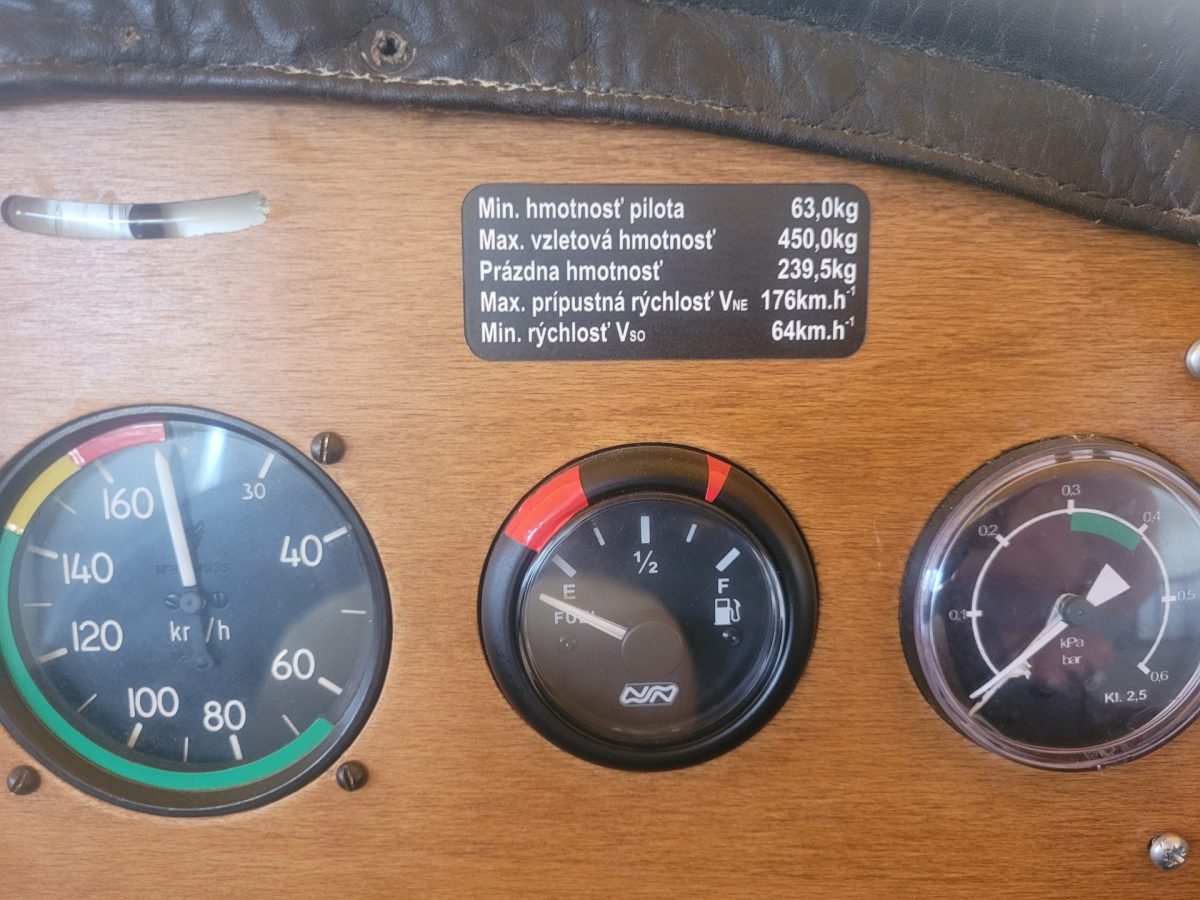 Min. hmotnosť pilota 63,0kg
Max. vzletová hmotnosť 450,0kg
Prázdna hmotnosť 239,5kg
Max. prípustná rýchlosť VNE 176km.h-1
Min. rýchlosť VSO 64km.h-1
30
40
60
80
100
120
140
160
/h
1/2
E
F
FUEL
0,1
0,2
0,3
0,4
0,5
0,6
kPa
bar
Kl. 2,5